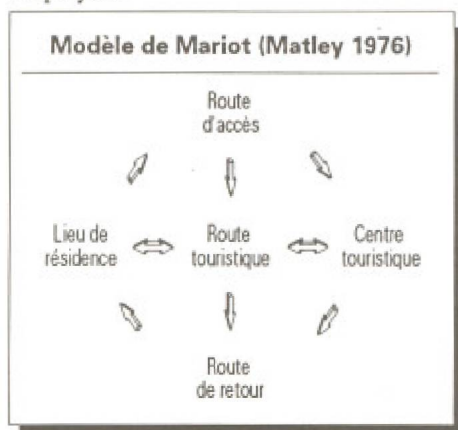 Modèle de Mariot (Matley 1976)
Route
d'accès
Lieu de
résidence
Route
touristique
Centre
touristique
Route
de retour